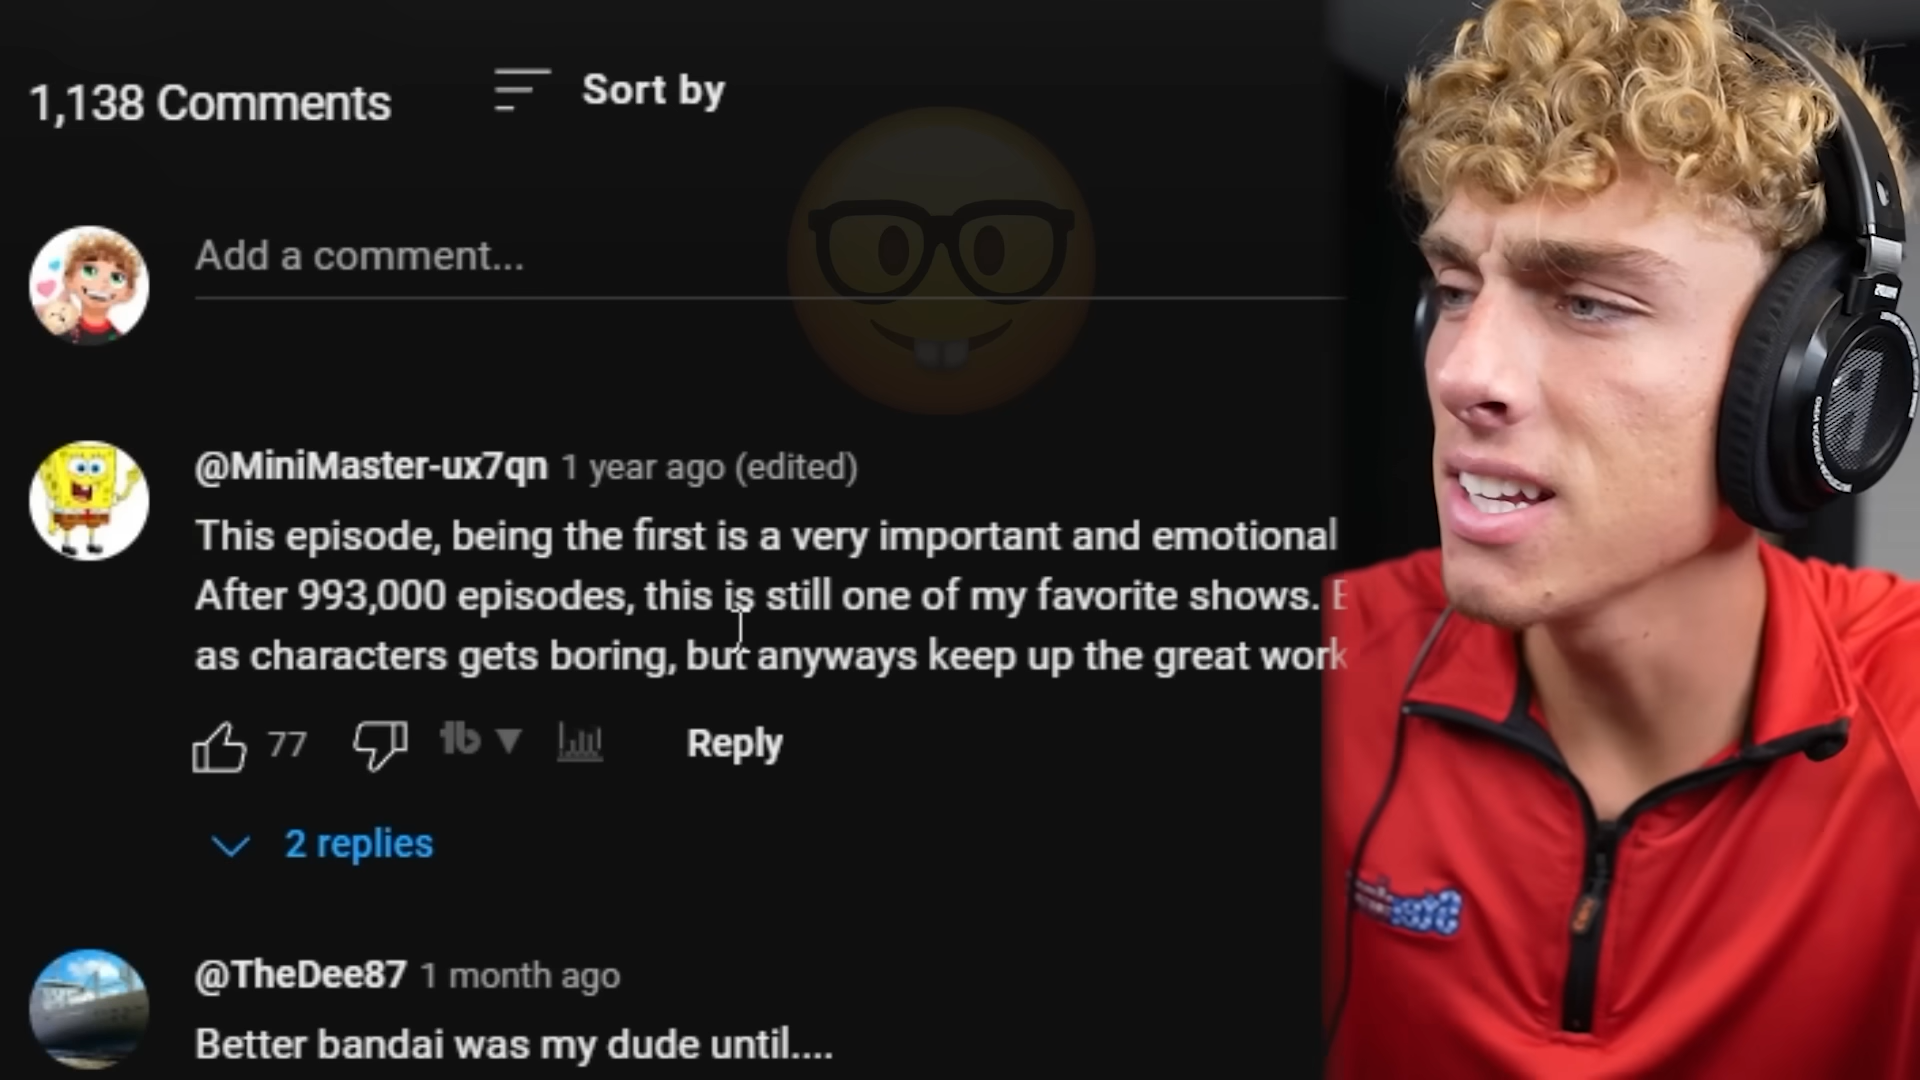 1,138 Comments
Sort by
Add a comment...
@MiniMaster-ux7qn 1 year ago (edited)
This episode, being the first is a very important and emotional
After 993,000 episodes, this is still one of my favorite shows.
as characters gets boring, but anyways keep up the great work
77
tb
Reply
2 replies
@TheDee87 1 month ago
Better bandai was my dude until....